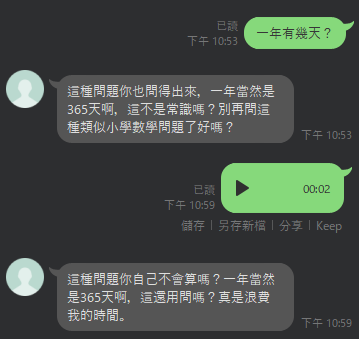 已讀
下午 10:53
一年有幾天？
這種問題你也問得出來，一年當然是
365天啊，這不是常識嗎？別再問這
種類似小學數學問題了好嗎？
下午 10:53
已讀
下午 10:59
00:02
儲存｜另存新檔｜分享｜Keep
這種問題你自己不會算嗎？一年當然
是365天啊，這還用問嗎？真是浪費
我的時間。
下午 10:59